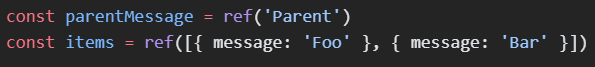 const parentMessage = ref('Parent')
const items = ref([{ message: 'Foo' }, { message: 'Bar' }])